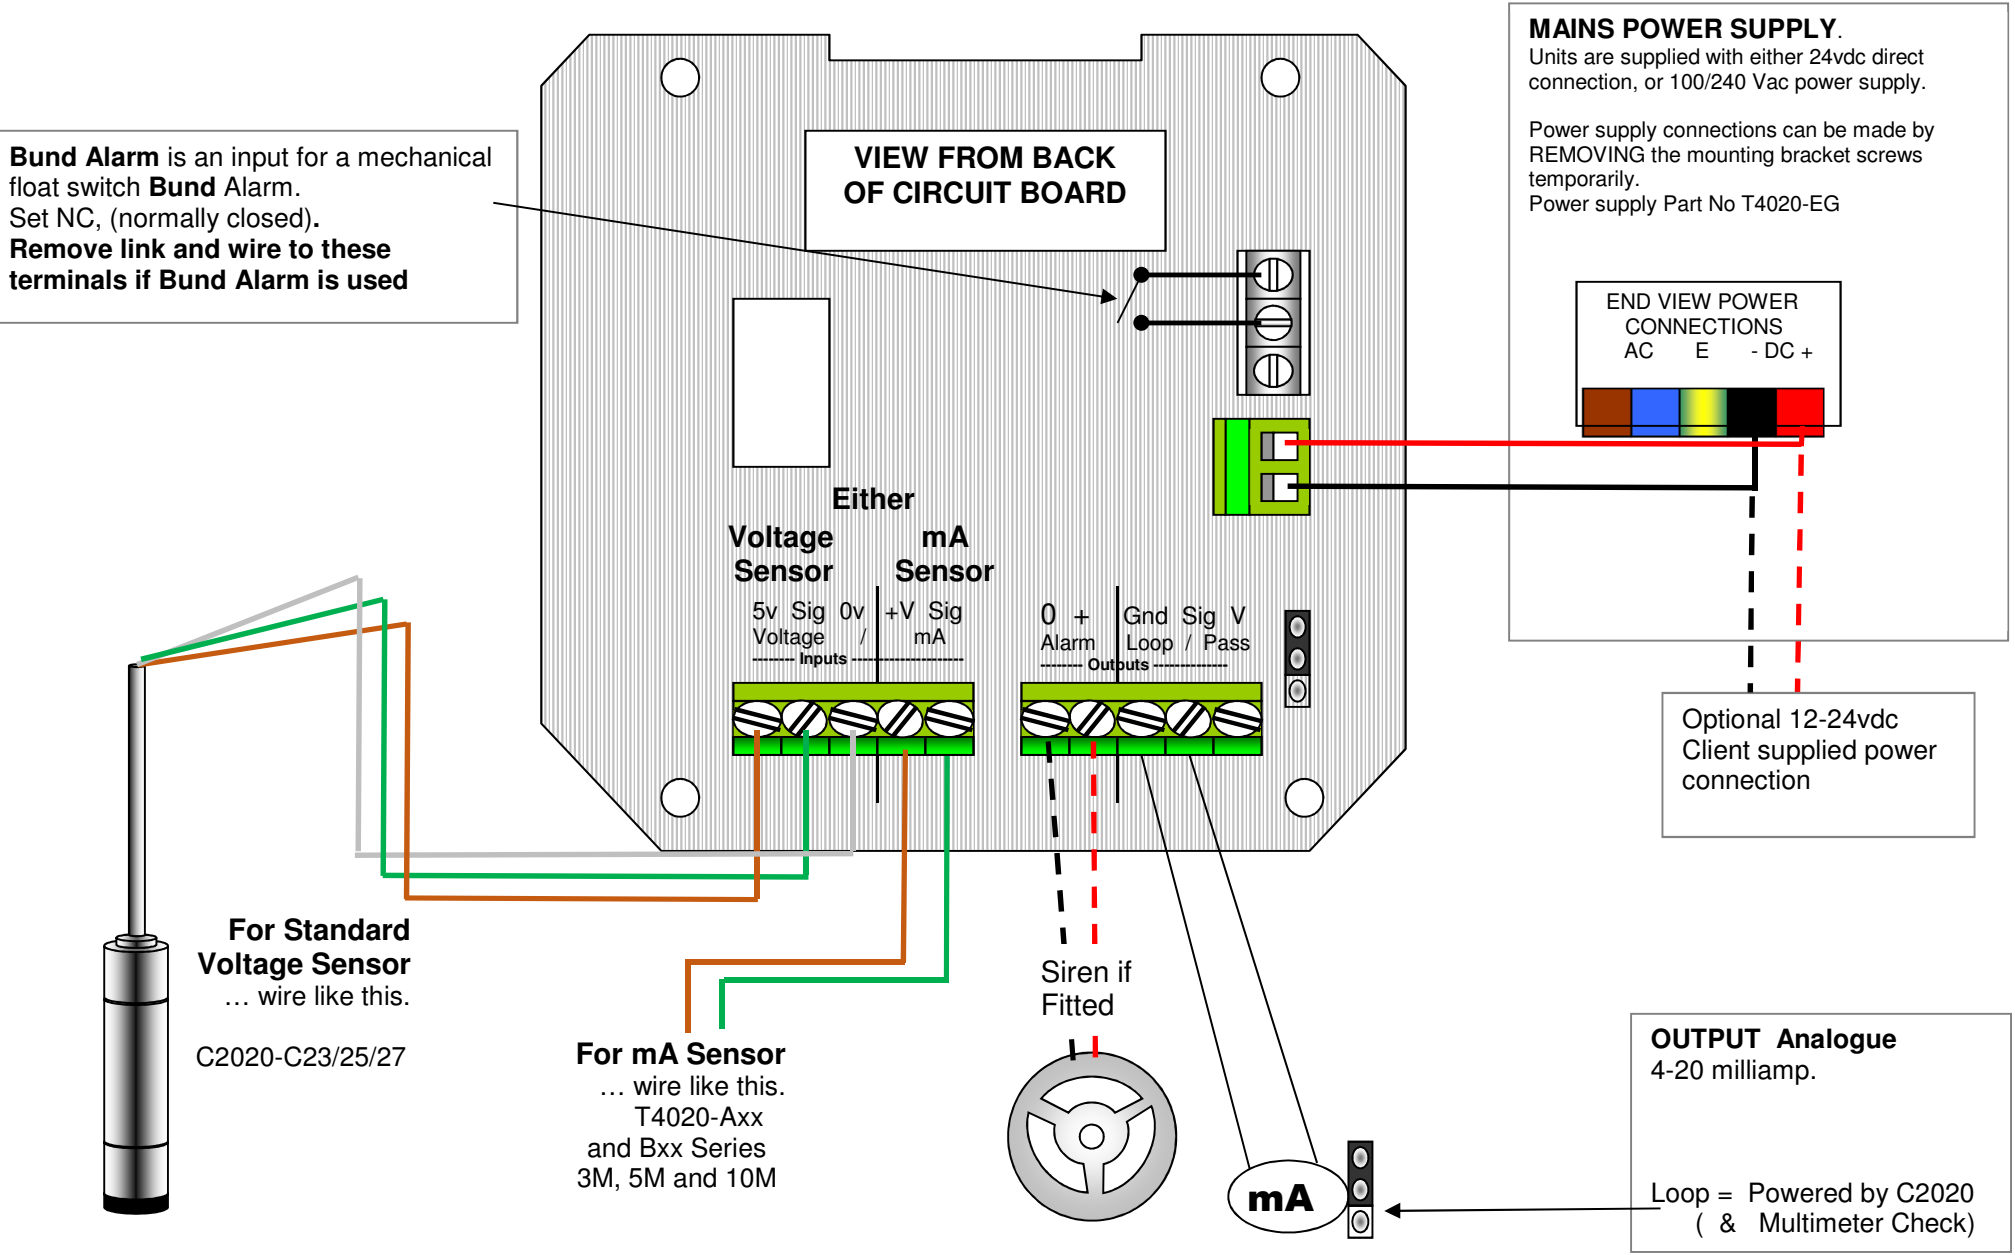 MAINS POWER SUPPLY.
Units are supplied with either 24vdc direct
connection, or 100/240 Vac power supply.
Power supply connections can be made by
REMOVING the mounting bracket screws
temporarily.
Power supply Part No T4020-EG
Bund Alarm is an input for a mechanical
float switch Bund Alarm.
Set NC, (normally closed).
Remove link and wire to these
terminals if Bund Alarm is used
VIEW FROM BACK
OF CIRCUIT BOARD
END VIEW POWER
CONNECTIONS
AC E - DC +
Either
Voltage
Sensor
mA
Sensor
5v Sig 0v +V Sig
Voltage / mA
-------- Inputs ---------------------
0 + Gnd Sig V
Alarm Loop / Pass
-------- Outputs --------------
Optional 12-24vdc
Client supplied power
connection
For Standard
Voltage Sensor
… wire like this.
C2020-C23/25/27
Siren if
Fitted
For mA Sensor
… wire like this.
T4020-Axx
and Bxx Series
3M, 5M and 10M
mA
OUTPUT Analogue
4-20 milliamp.
Loop = Powered by C2020
( & Multimeter Check)